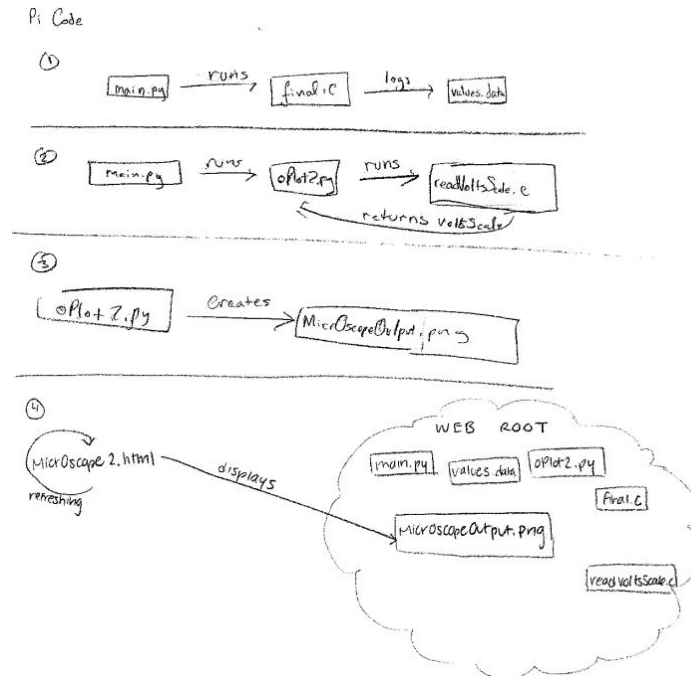 Pi Code
①
main.py runs final.c logs values.data
②
main.py runs oPlot2.py runs readVoltsScale.c
returns voltsScale
③
oPlot2.py creates MicrOscopeOutput.png
④
WEB ROOT
MicrOscope2.html
refreshing
displays
main.py values.data oPlot2.py
final.c
MicrOscopeOutput.png
readVoltsScale.c